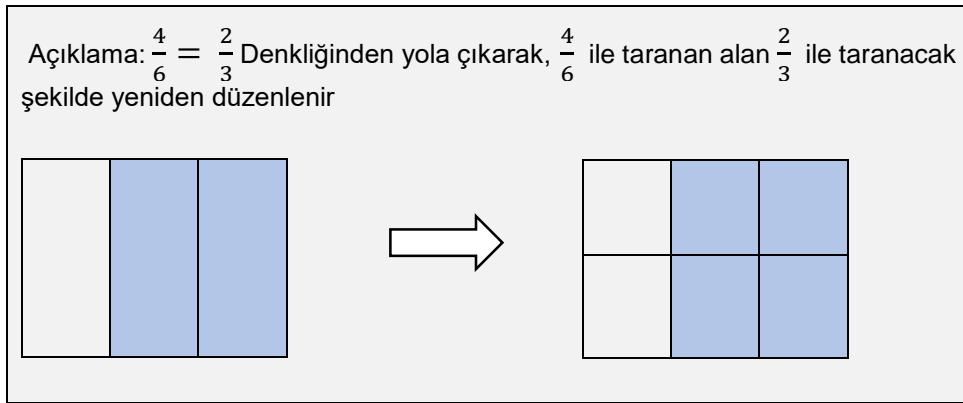 Açıklama: 4/6 = 2/3 Denkliğinden yola çıkarak, 4/6 ile taranan alan 2/3 ile taranacak
şekilde yeniden düzenlenir